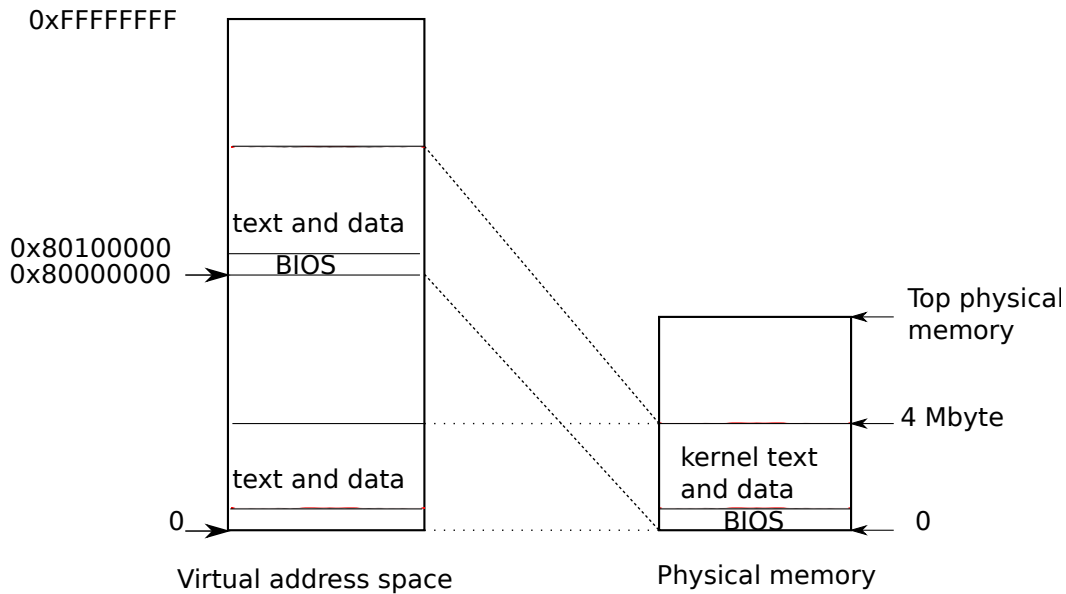 0xFFFFFFFF
text and data
0x80100000
BIOS
0x80000000
text and data
0
Virtual address space
Top physical
memory
4 Mbyte
kernel text
and data
BIOS
0
Physical memory